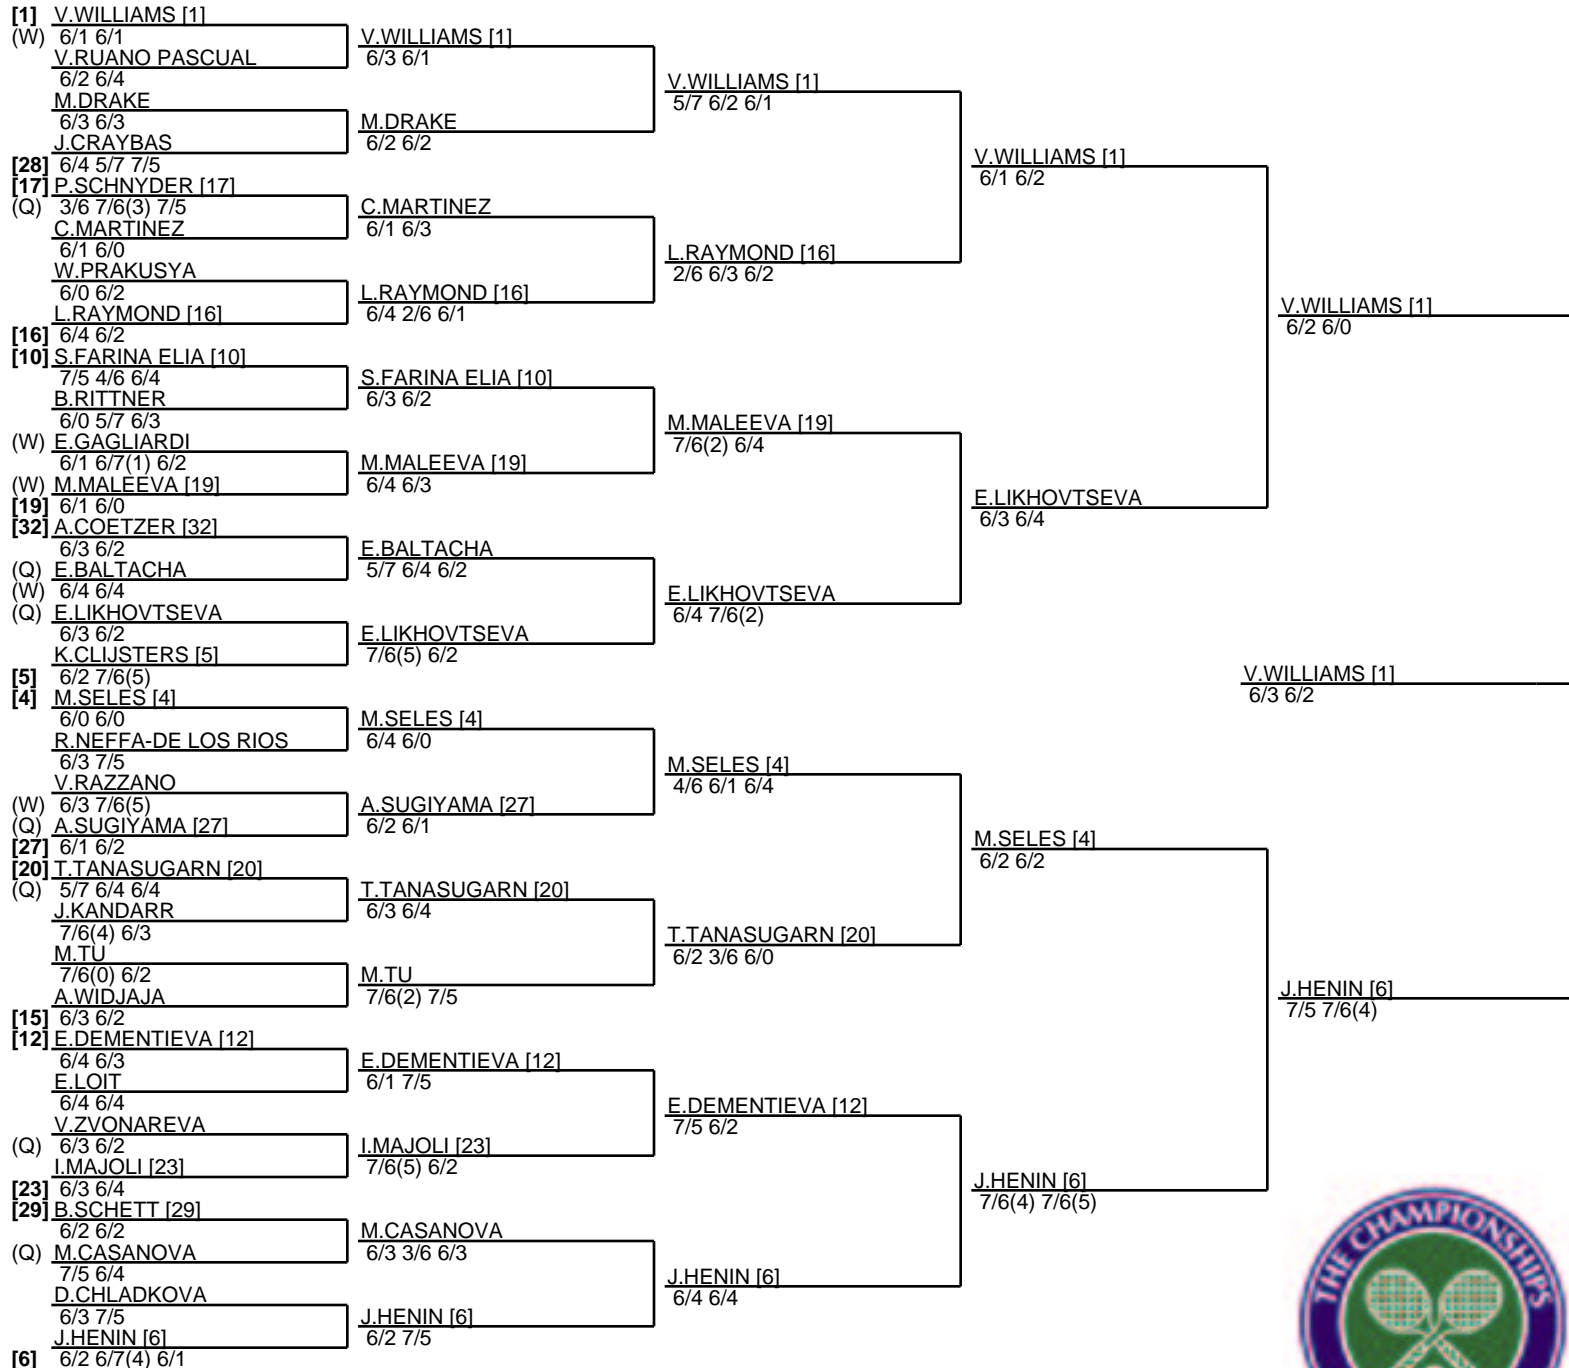 [1] V.WILLIAMS [1]
(W) 6/1 6/1
V.RUANO PASCUAL
6/2 6/4
M.DRAKE
6/3 6/3
J.CRAYBAS
[28] 6/4 5/7 7/5
[17] P.SCHNYDER [17]
(Q) 3/6 7/6(3) 7/5
C.MARTINEZ
6/1 6/0
W.PRAKUSYA
6/0 6/2
L.RAYMOND [16]
[16] 6/4 6/2
[10] S.FARINA ELIA [10]
7/5 4/6 6/4
B.RITTNER
6/0 5/7 6/3
(W) E.GAGLIARDI
6/1 6/7(1) 6/2
(W) M.MALEEVA [19]
[19] 6/1 6/0
[32] A.COETZER [32]
6/3 6/2
(Q) E.BALTACHA
(W) 6/4 6/4
(Q) E.LIKHOVTSEVA
6/3 6/2
K.CLIJSTERS [5]
[5] 6/2 7/6(5)
[4] M.SELES [4]
6/0 6/0
R.NEFFA-DE LOS RIOS
6/3 7/5
V.RAZZANO
(W) 6/3 7/6(5)
(Q) A.SUGIYAMA [27]
[27] 6/1 6/2
[20] T.TANASUGARN [20]
(Q) 5/7 6/4 6/4
J.KANDARR
7/6(4) 6/3
M.TU
7/6(0) 6/2
A.WIDJAJA
[15] 6/3 6/2
[12] E.DEMENTIEVA [12]
6/4 6/3
E.LOIT
6/4 6/4
V.ZVONAREVA
(Q) 6/3 6/2
I.MAJOLI [23]
[23] 6/3 6/4
[29] B.SCHETT [29]
6/2 6/2
(Q) M.CASANOVA
7/5 6/4
D.CHLADKOVA
6/3 7/5
J.HENIN [6]
[6] 6/2 6/7(4) 6/1
V.WILLIAMS [1]
6/3 6/1
M.DRAKE
6/2 6/2
C.MARTINEZ
6/1 6/3
L.RAYMOND [16]
6/4 2/6 6/1
S.FARINA ELIA [10]
6/3 6/2
M.MALEEVA [19]
6/4 6/3
E.BALTACHA
5/7 6/4 6/2
E.LIKHOVTSEVA
7/6(5) 6/2
M.SELES [4]
6/4 6/0
A.SUGIYAMA [27]
6/2 6/1
T.TANASUGARN [20]
6/3 6/4
M.TU
7/6(2) 7/5
E.DEMENTIEVA [12]
6/1 7/5
I.MAJOLI [23]
7/6(5) 6/2
M.CASANOVA
6/3 3/6 6/3
J.HENIN [6]
6/2 7/5
V.WILLIAMS [1]
5/7 6/2 6/1
L.RAYMOND [16]
2/6 6/3 6/2
M.MALEEVA [19]
7/6(2) 6/4
E.LIKHOVTSEVA
6/4 7/6(2)
M.SELES [4]
4/6 6/1 6/4
T.TANASUGARN [20]
6/2 3/6 6/0
E.DEMENTIEVA [12]
7/5 6/2
J.HENIN [6]
6/4 6/4
V.WILLIAMS [1]
6/1 6/2
E.LIKHOVTSEVA
6/3 6/4
M.SELES [4]
6/2 6/2
J.HENIN [6]
7/6(4) 7/6(5)
V.WILLIAMS [1]
6/2 6/0
J.HENIN [6]
7/5 7/6(4)
V.WILLIAMS [1]
6/3 6/2
THE CHAMPIONSHIPS